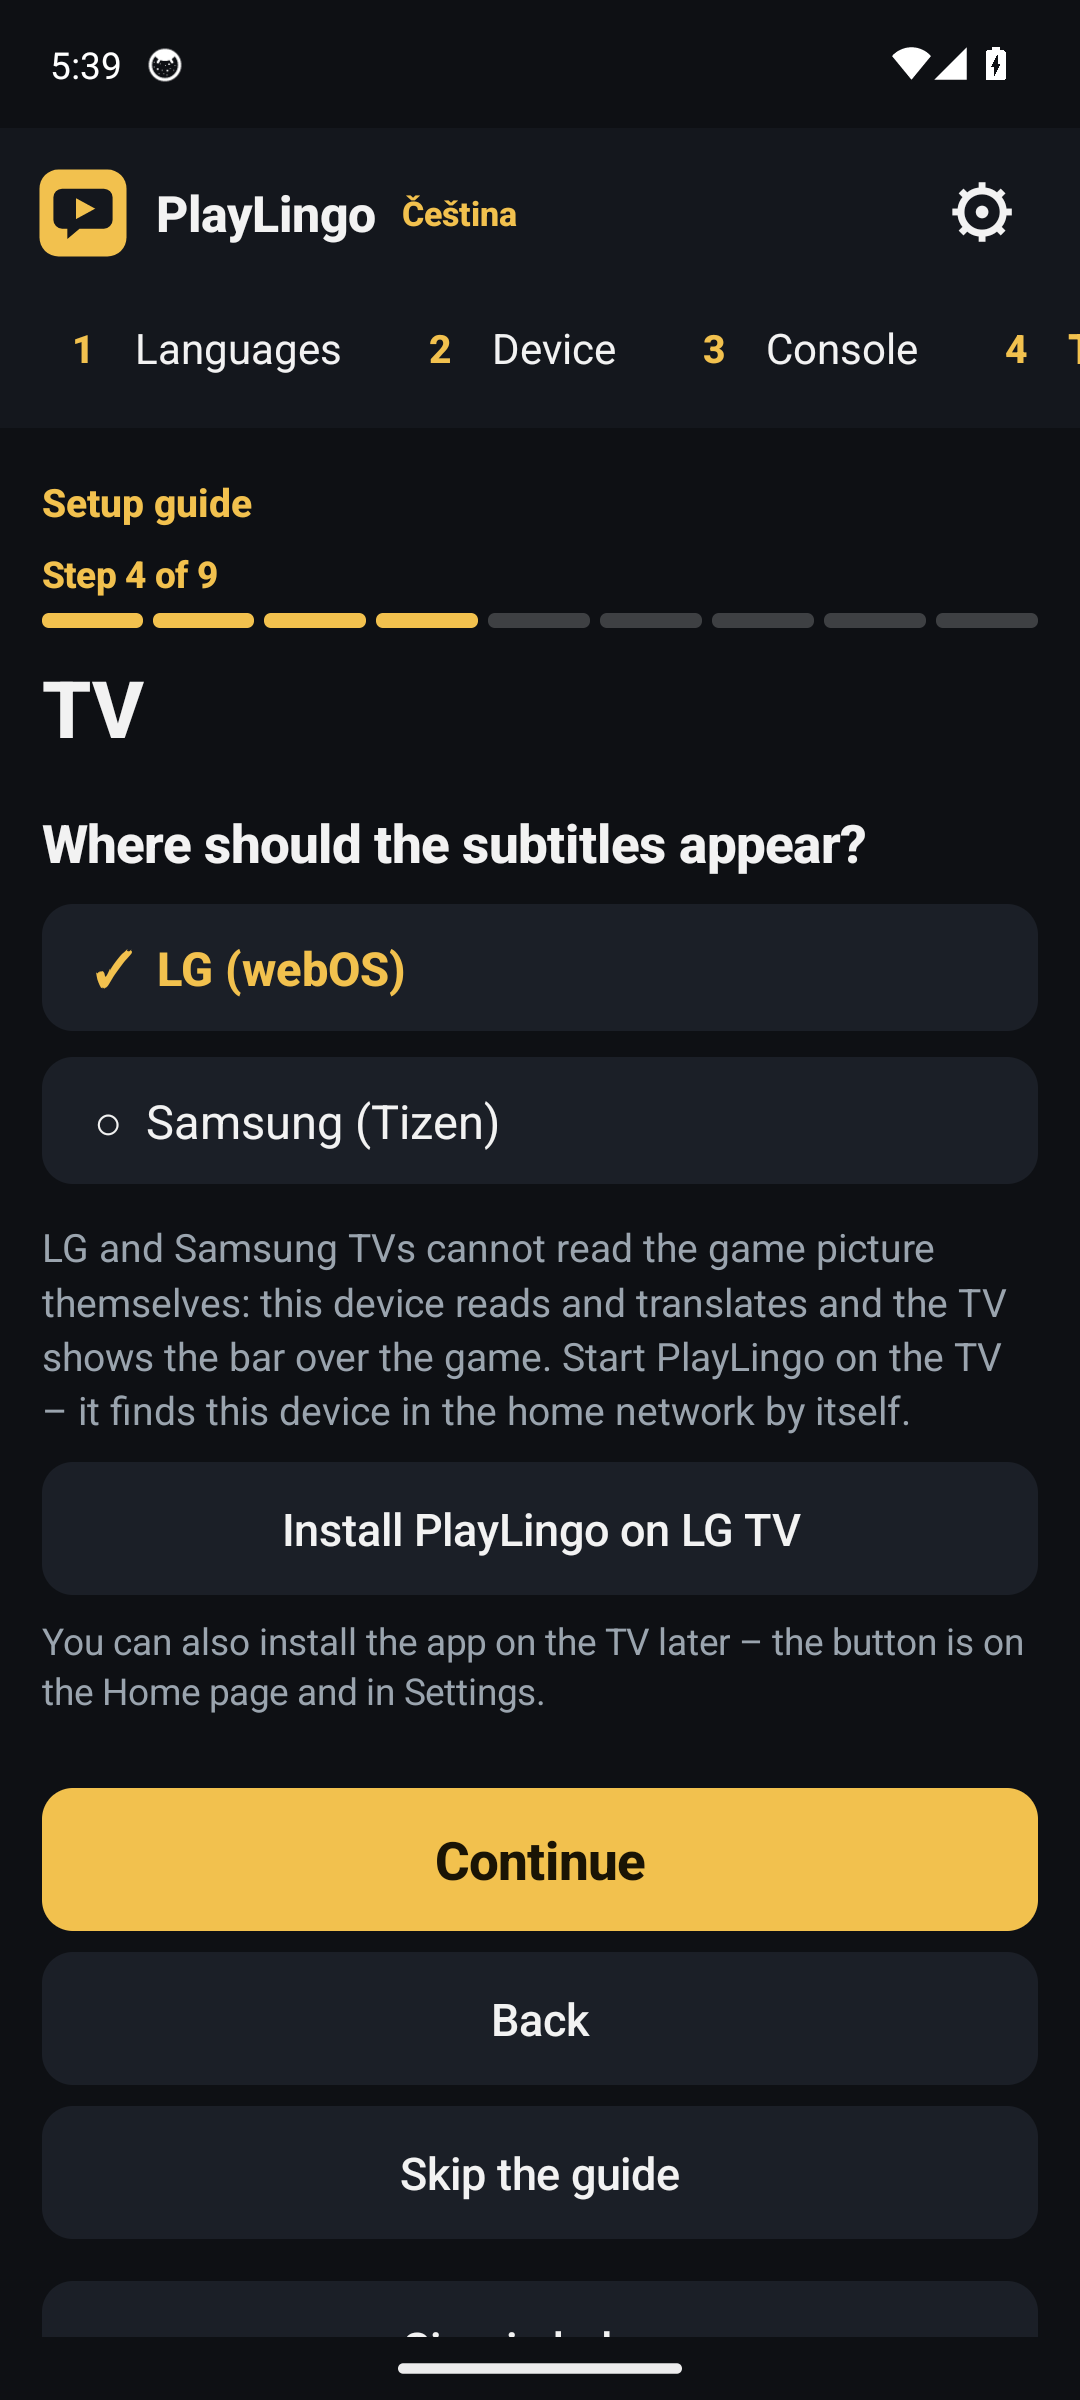 5:39
PlayLingo Čeština
1 Languages 2 Device 3 Console 4
Setup guide
Step 4 of 9
TV
Where should the subtitles appear?
✓ LG (webOS)
○ Samsung (Tizen)
LG and Samsung TVs cannot read the game picture
themselves: this device reads and translates and the TV
shows the bar over the game. Start PlayLingo on the TV
– it finds this device in the home network by itself.
Install PlayLingo on LG TV
You can also install the app on the TV later – the button is on
the Home page and in Settings.
Continue
Back
Skip the guide